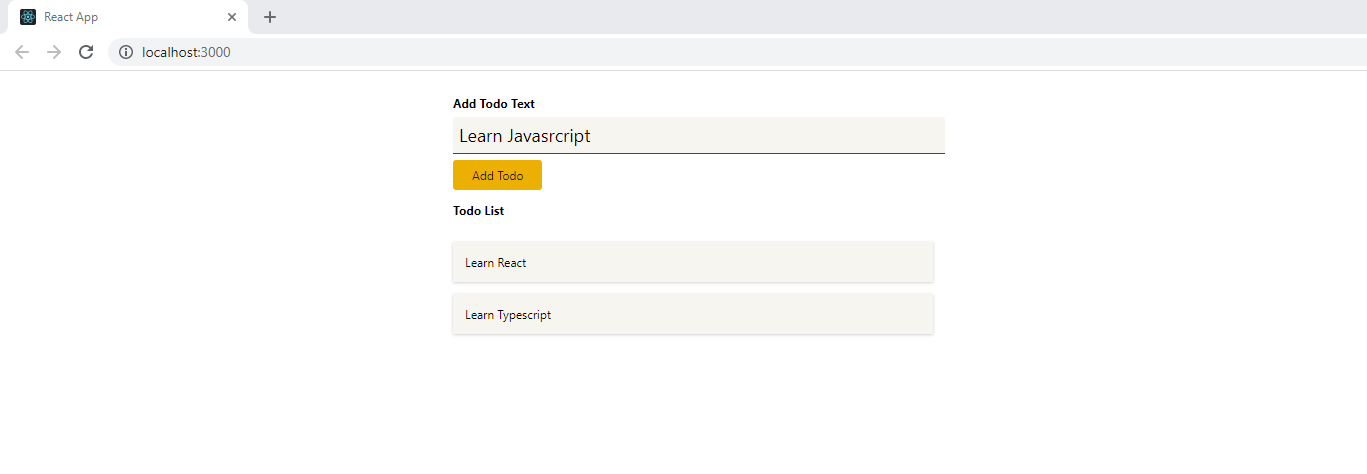 React App
localhost:3000
Add Todo Text
Learn Javasrcript
Add Todo
Todo List
Learn React
Learn Typescript